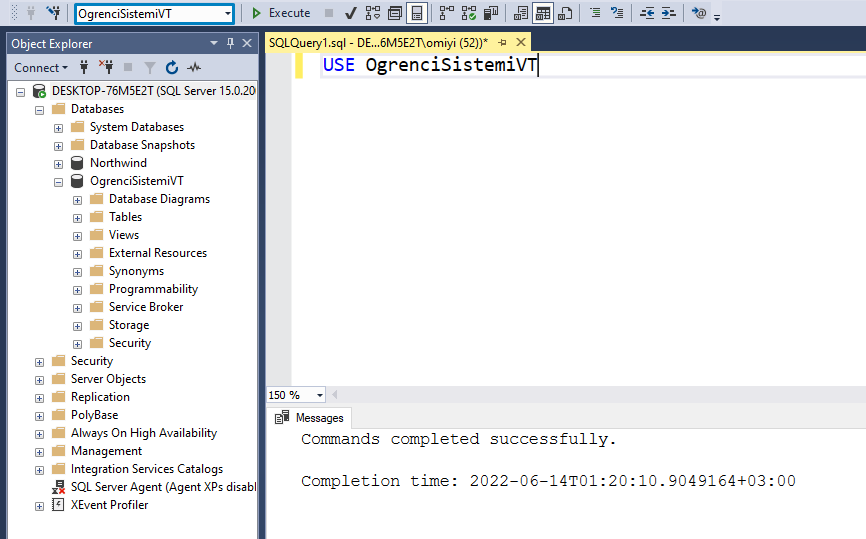 OgrenciSistemiVT
Execute
Object Explorer
SQLQuery1.sql - DE...6M5E2T\omiyi (52))*
Connect
USE OgrenciSistemiVT
DESKTOP-76M5E2T (SQL Server 15.0.20
Databases
System Databases
Database Snapshots
Northwind
OgrenciSistemiVT
Database Diagrams
Tables
Views
External Resources
Synonyms
Programmability
Service Broker
Storage
Security
Security
Server Objects
Replication
PolyBase
Always On High Availability
Management
Integration Services Catalogs
SQL Server Agent (Agent XPs disabl
XEvent Profiler
150 %
Messages
Commands completed successfully.
Completion time: 2022-06-14T01:20:10.9049164+03:00